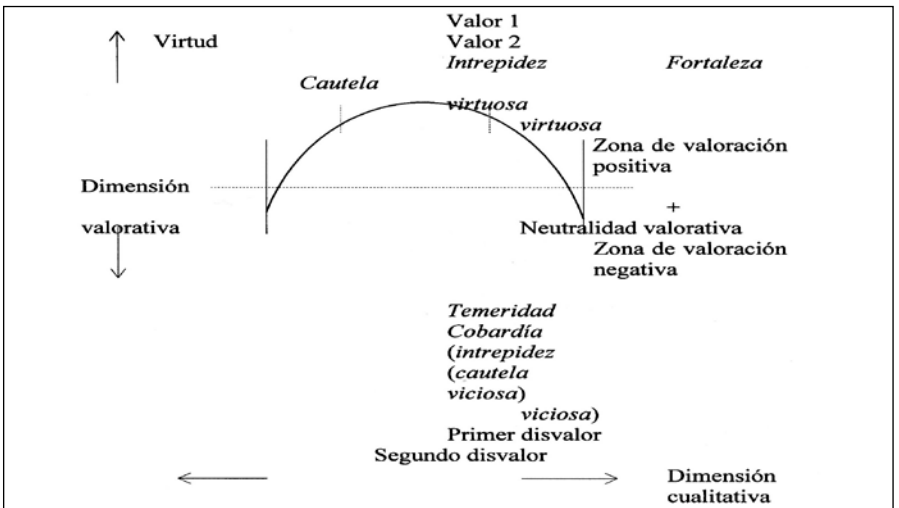 Valor 1
Virtud
Valor 2
Intrepidez Fortaleza
Cautela
virtuosa
virtuosa
Zona de valoración
positiva
Dimensión
+
valorativa
Neutralidad valorativa
Zona de valoración
negativa
Temeridad
Cobardía
(intrepidez
(cautela
viciosa)
viciosa)
Primer disvalor
Segundo disvalor
Dimensión
cualitativa